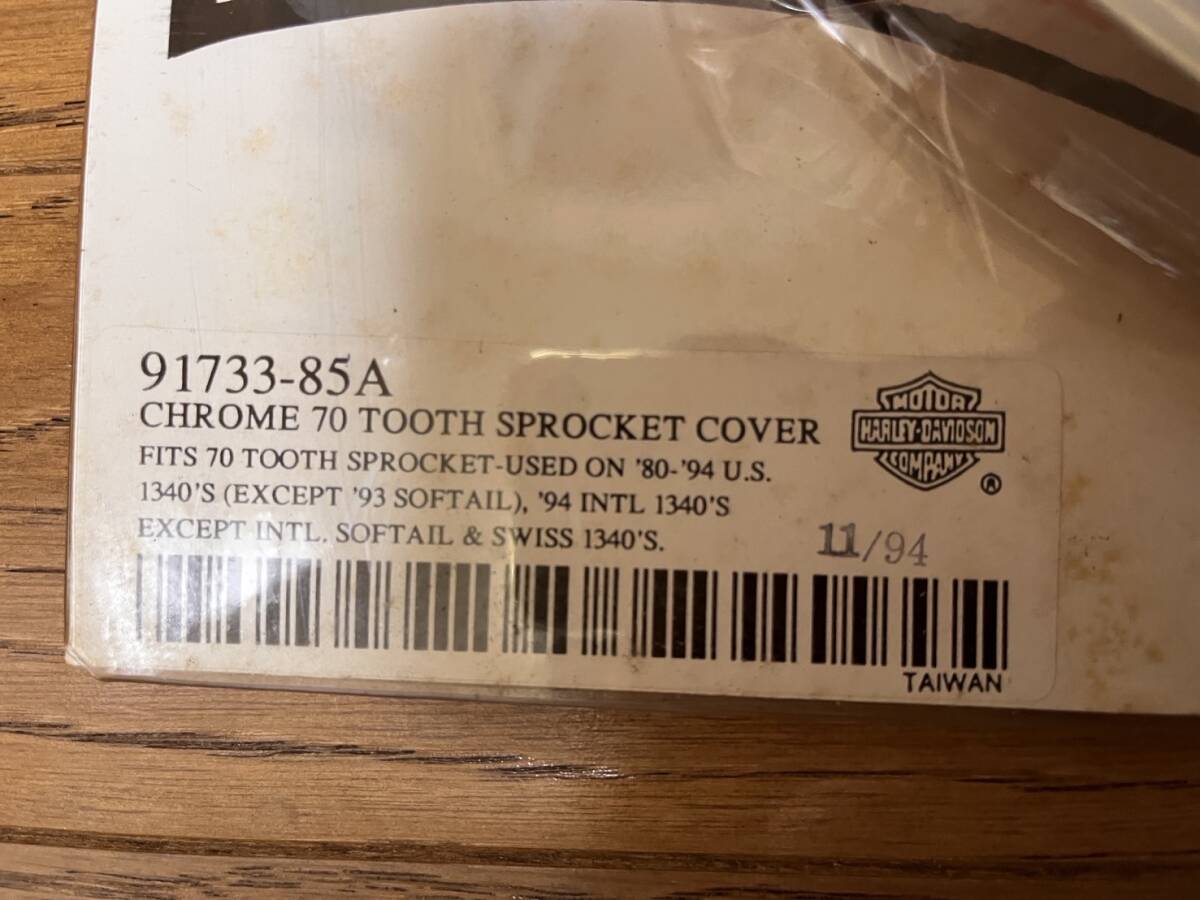 91733-85A
CHROME 70 TOOTH SPROCKET COVER
FITS 70 TOOTH SPROCKET-USED ON '80-'94 U.S.
1340'S (EXCEPT '93 SOFTAIL), '94 INTL 1340'S
EXCEPT INTL. SOFTAIL & SWISS 1340'S.
MOTOR
HARLEY-DAVIDSON
COMPANY
®
11/94
TAIWAN